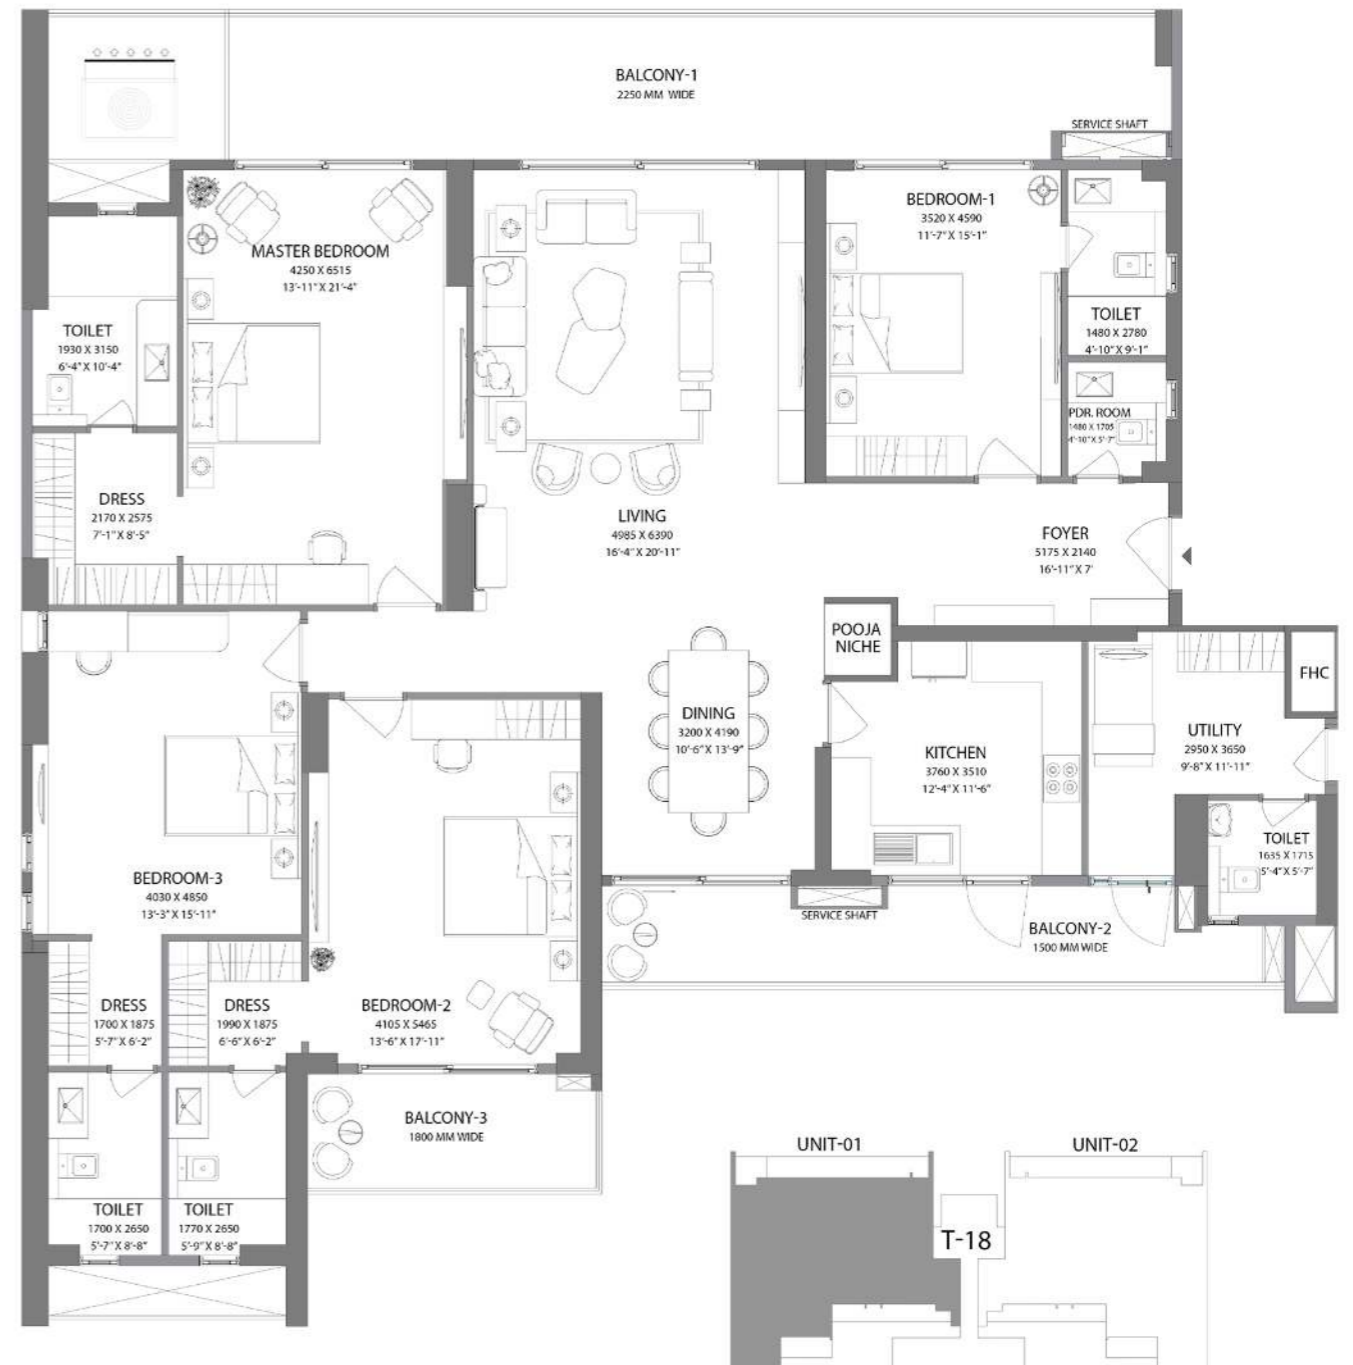 BALCONY-1
2250 MM WIDE
SERVICE SHAFT
MASTER BEDROOM
4250 X 6515
13'-11" X 21'-4"
BEDROOM-1
3520 X 4590
11'-7" X 15'-1"
TOILET
1930 X 3150
6'-4" X 10'-4"
TOILET
1480 X 2780
4'-10" X 9'-1"
PDR. ROOM
1480 X 1705
4'-10" X 5'-7"
DRESS
2170 X 2575
7'-1" X 8'-5"
LIVING
4985 X 6390
16'-4" X 20'-11"
FOYER
5175 X 2140
16'-11" X 7'
POOJA
NICHE
FHC
DINING
3200 X 4190
10'-6" X 13'-9"
KITCHEN
3760 X 3510
12'-4" X 11'-6"
UTILITY
2950 X 3650
9'-8" X 11'-11"
TOILET
1635 X 1715
5'-4" X 5'-7"
BEDROOM-3
4030 X 4850
13'-3" X 15'-11"
SERVICE SHAFT
BALCONY-2
1500 MM WIDE
DRESS
1700 X 1875
5'-7" X 6'-2"
DRESS
1990 X 1875
6'-6" X 6'-2"
BEDROOM-2
4105 X 5465
13'-6" X 17'-11"
BALCONY-3
1800 MM WIDE
TOILET
1700 X 2650
5'-7" X 8'-8"
TOILET
1770 X 2650
5'-9" X 8'-8"
UNIT-01
UNIT-02
T-18